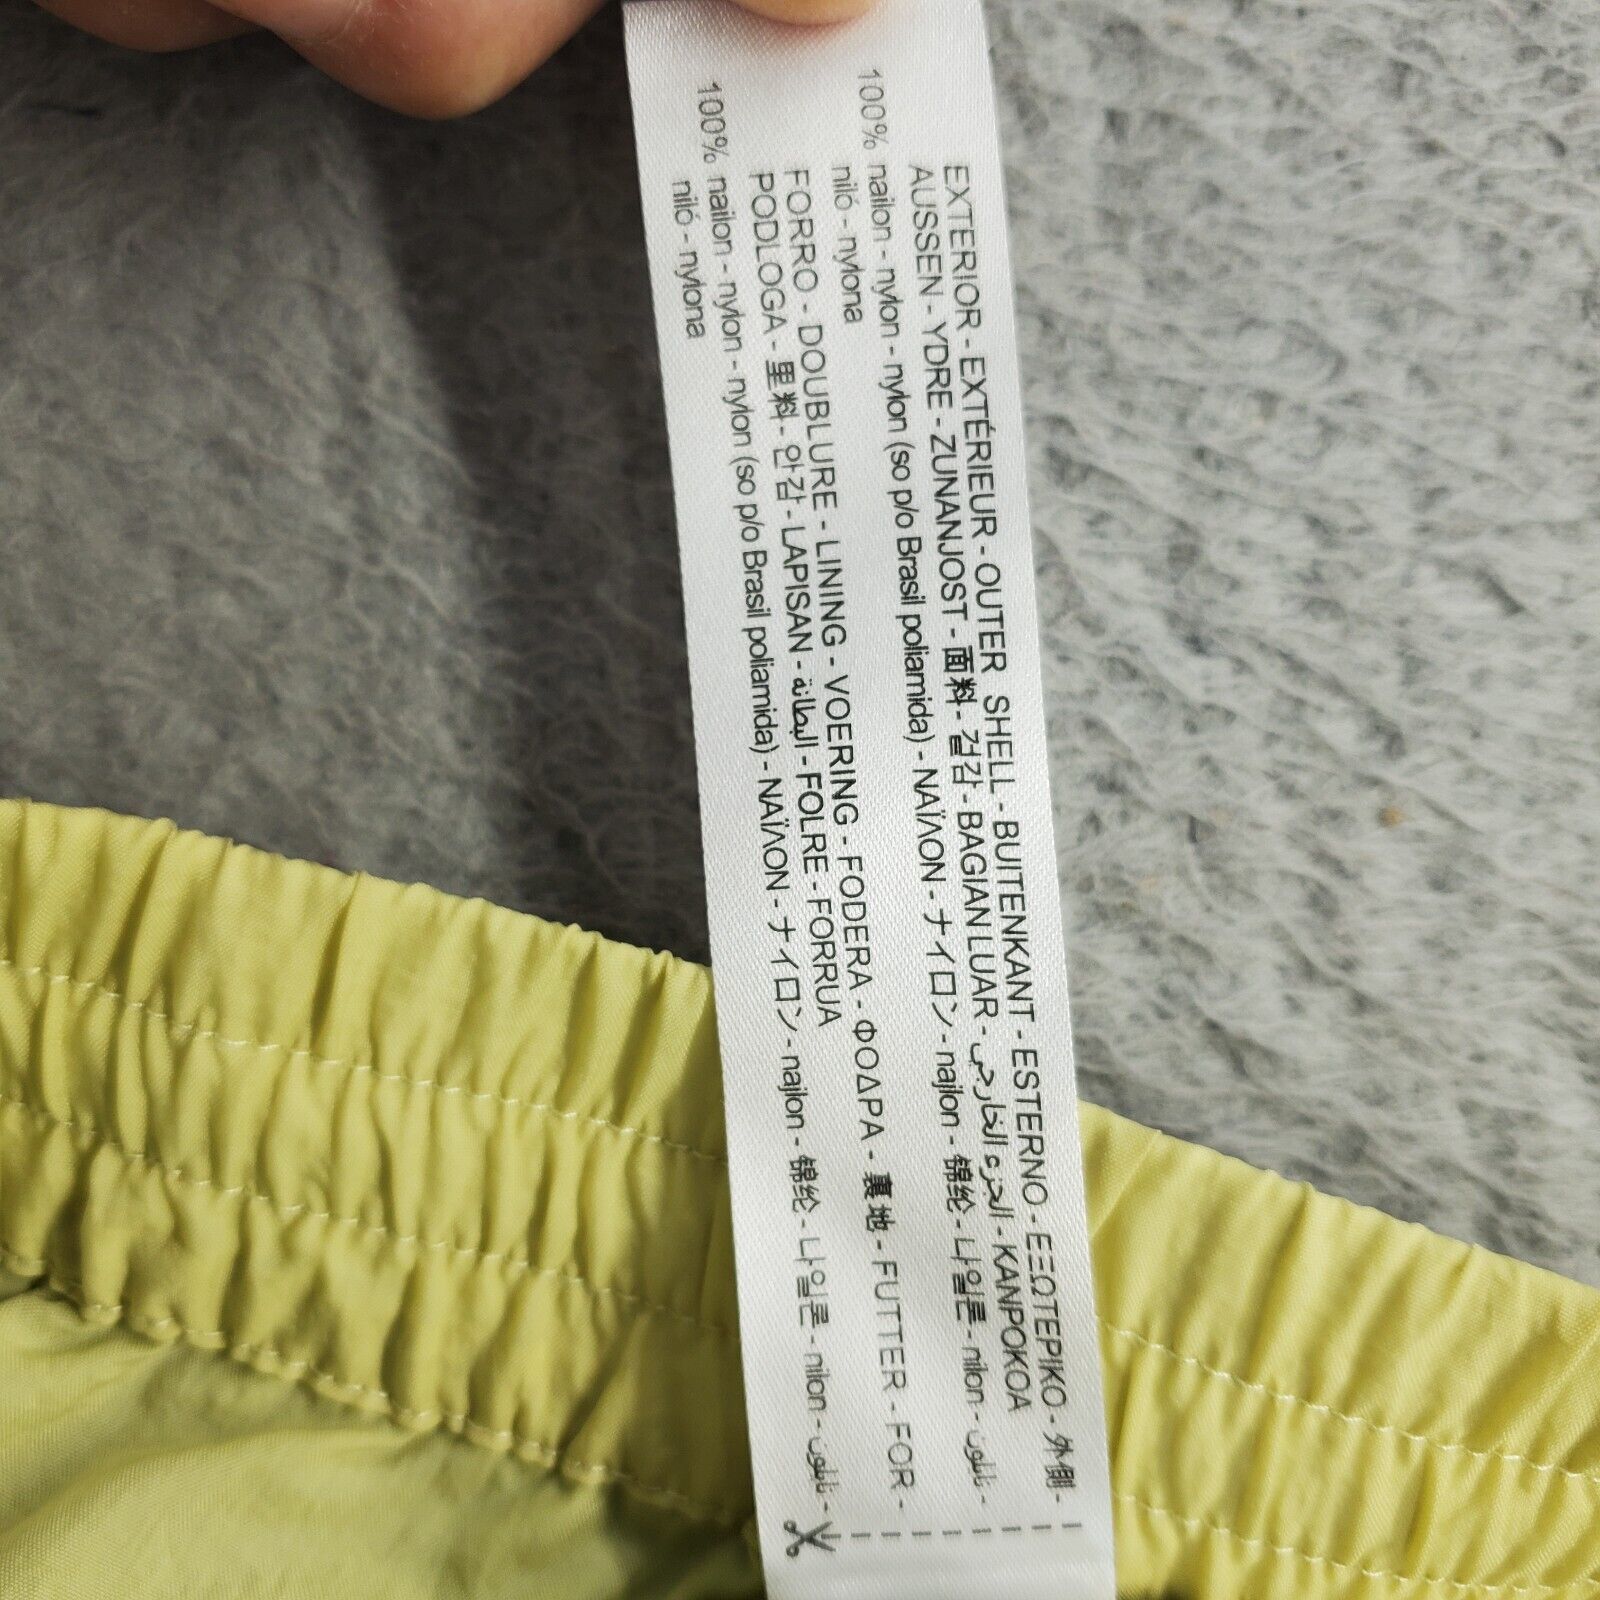 EXTERIOR - EXTÉRIEUR - OUTER SHELL - BUITENKANT - ESTERNO - ΕΞΩΤΕΡΙΚΟ - 外側 -
AUSSEN - YDRE - ZUNANJOST - 面料 - 겉감 - BAGIAN LUAR - الجزء الخارجي - KANPOKOA
100% nailon - nylon - nylon (so p/o Brasil poliamida) - ΝΑΪΛΟΝ - ナイロン - najlon - 锦纶 - 나일론 - nilon - نايلون -
niló - nylona
FORRO - DOUBLURE - LINING - VOERING - FODERA - ΦΟΔΡΑ - 裏地 - FUTTER - FOR -
PODLOGA - 里料 - 안감 - LAPISAN - البطانة - FOLRE - FORRUA
100% nailon - nylon - nylon (so p/o Brasil poliamida) - ΝΑΪΛΟΝ - ナイロン - najlon - 锦纶 - 나일론 - nilon - نايلون -
niló - nylona